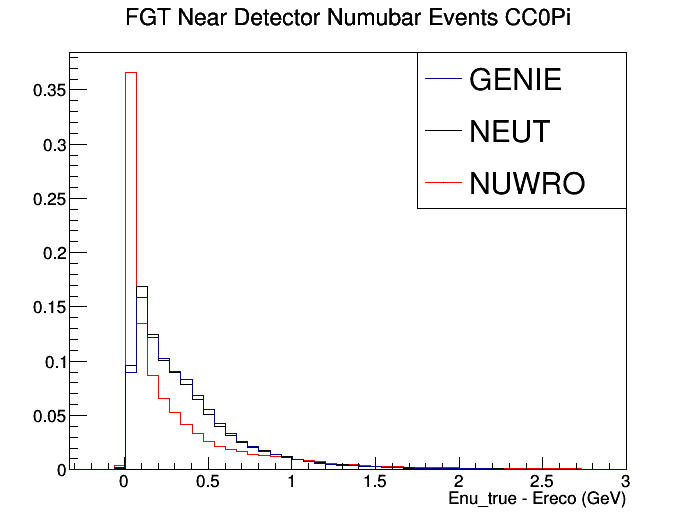 FGT Near Detector Numubar Events CC0Pi
GENIE
NEUT
NUWRO
0.35
0.3
0.25
0.2
0.15
0.1
0.05
0
0 0.5 1 1.5 2 2.5 3
Enu_true - Ereco (GeV)